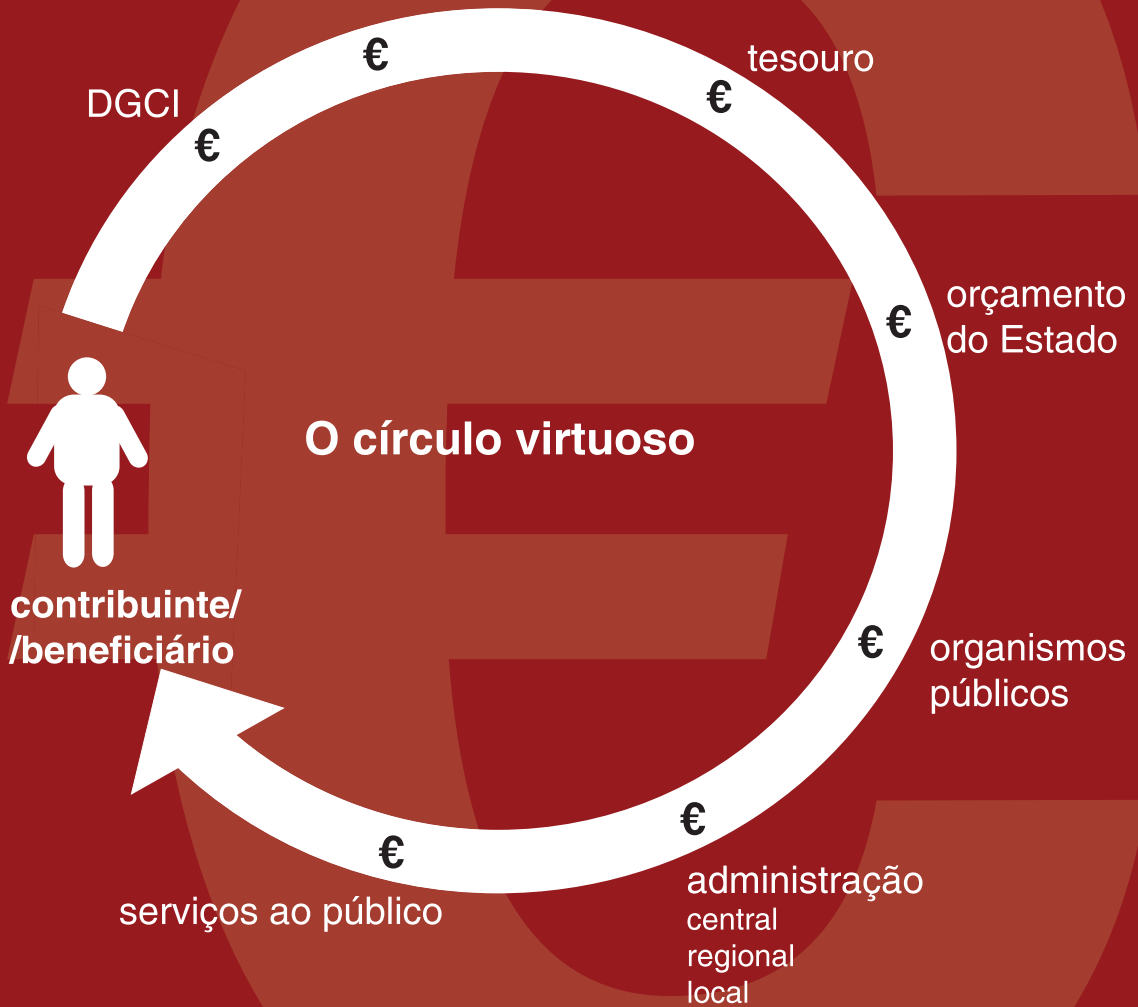 €
tesouro
DGCI
€
€
orçamento
do Estado
€
O círculo virtuoso
contribuinte/
/beneficiário
€
organismos
públicos
€
administração
central
regional
local
€
serviços ao público